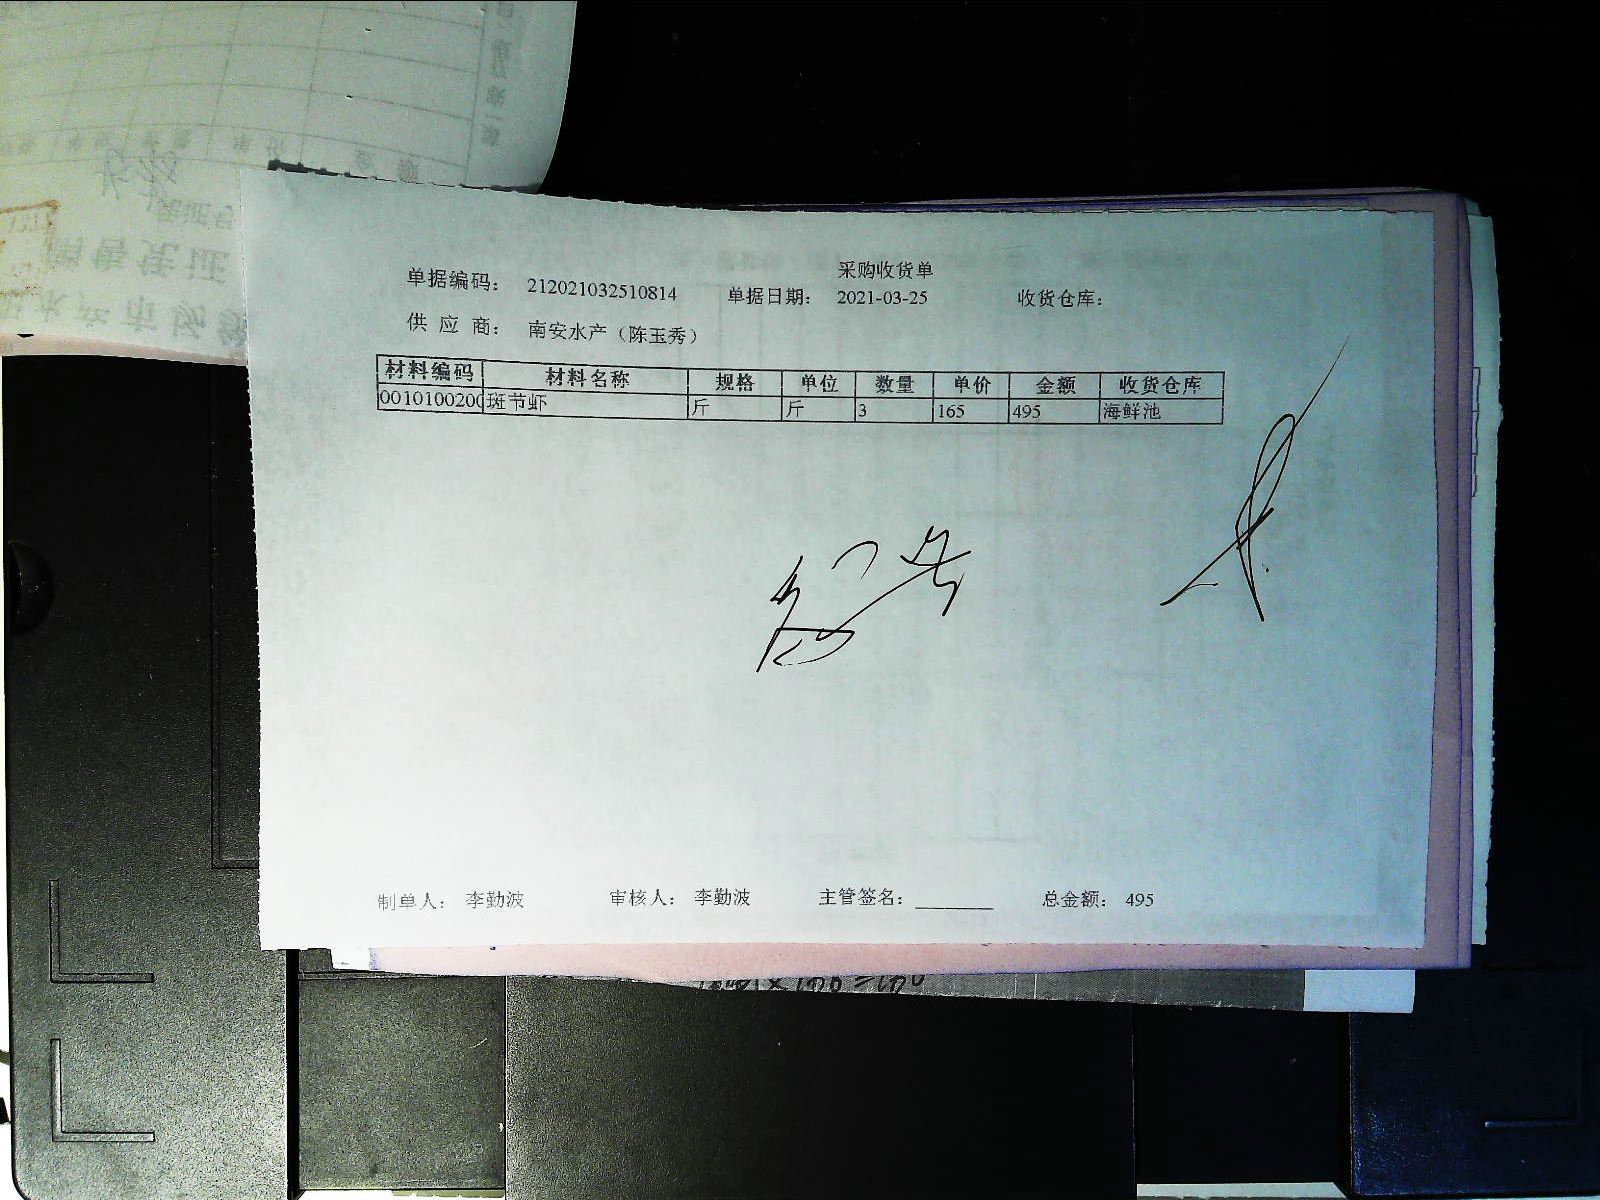 采购收货单
单据编码: 212021032510814 单据日期: 2021-03-25 收货仓库:
供 应 商: 南安水产（陈玉秀）
材料编码 材料名称 规格 单位 数量 单价 金额 收货仓库
0010100200 斑节虾 斤 斤 3 165 495 海鲜池
制单人: 李勤波 审核人: 李勤波 主管签名: 总金额: 495